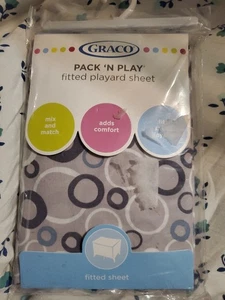 GRACO
PACK 'N PLAY
fitted playard sheet
mix
and
match
adds
comfort
fitted sheet